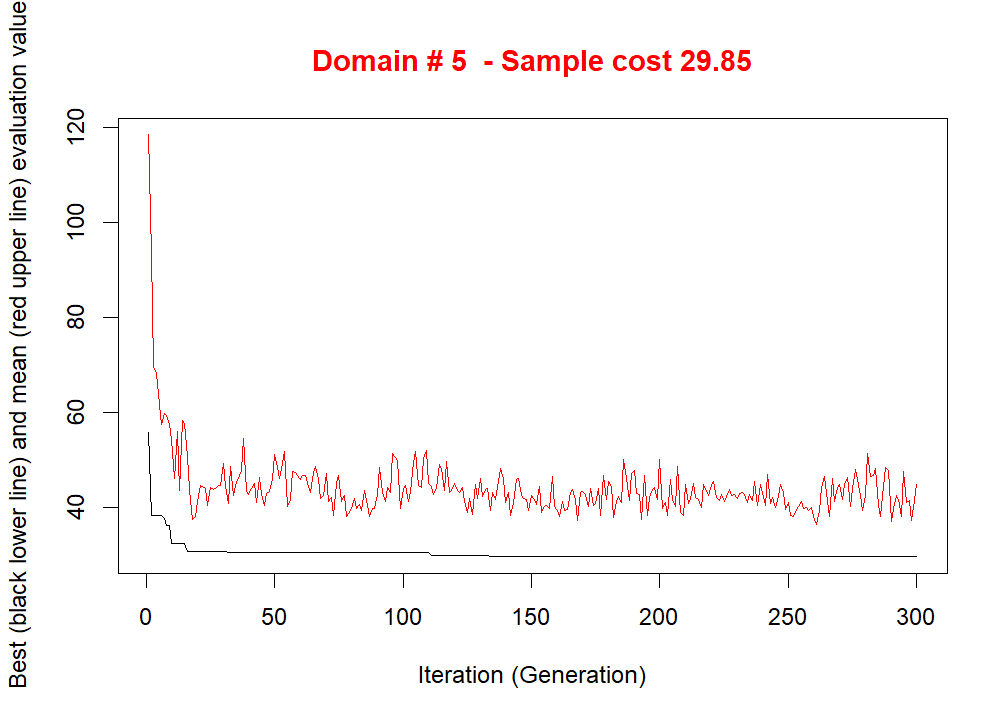 Domain # 5  - Sample cost 29.85
Best (black lower line) and mean (red upper line) evaluation value
120
100
80
60
40
0 50 100 150 200 250 300
Iteration (Generation)